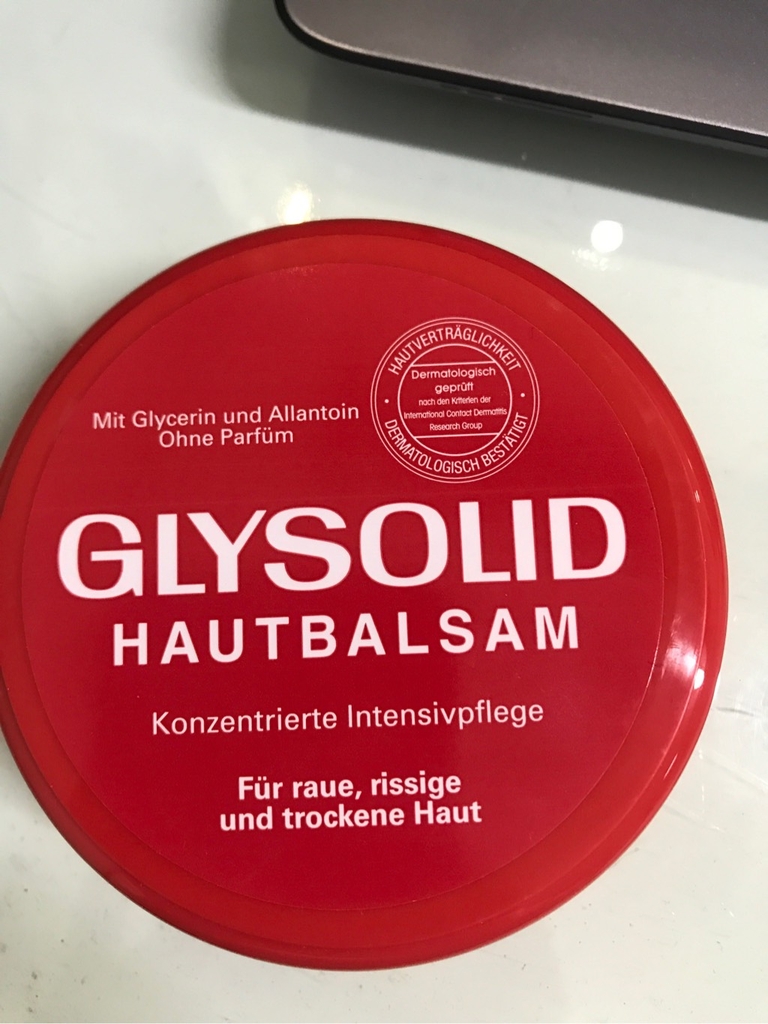 HAUTVERTRÄGLICHKEIT
Dermatologisch
geprüft
nach den Kriterien der
International Contact Dermatitis
Research Group
DERMATOLOGISCH BESTÄTIGT
Mit Glycerin und Allantoin
Ohne Parfüm
GLYSOLID
HAUTBALSAM
Konzentrierte Intensivpflege
Für raue, rissige
und trockene Haut